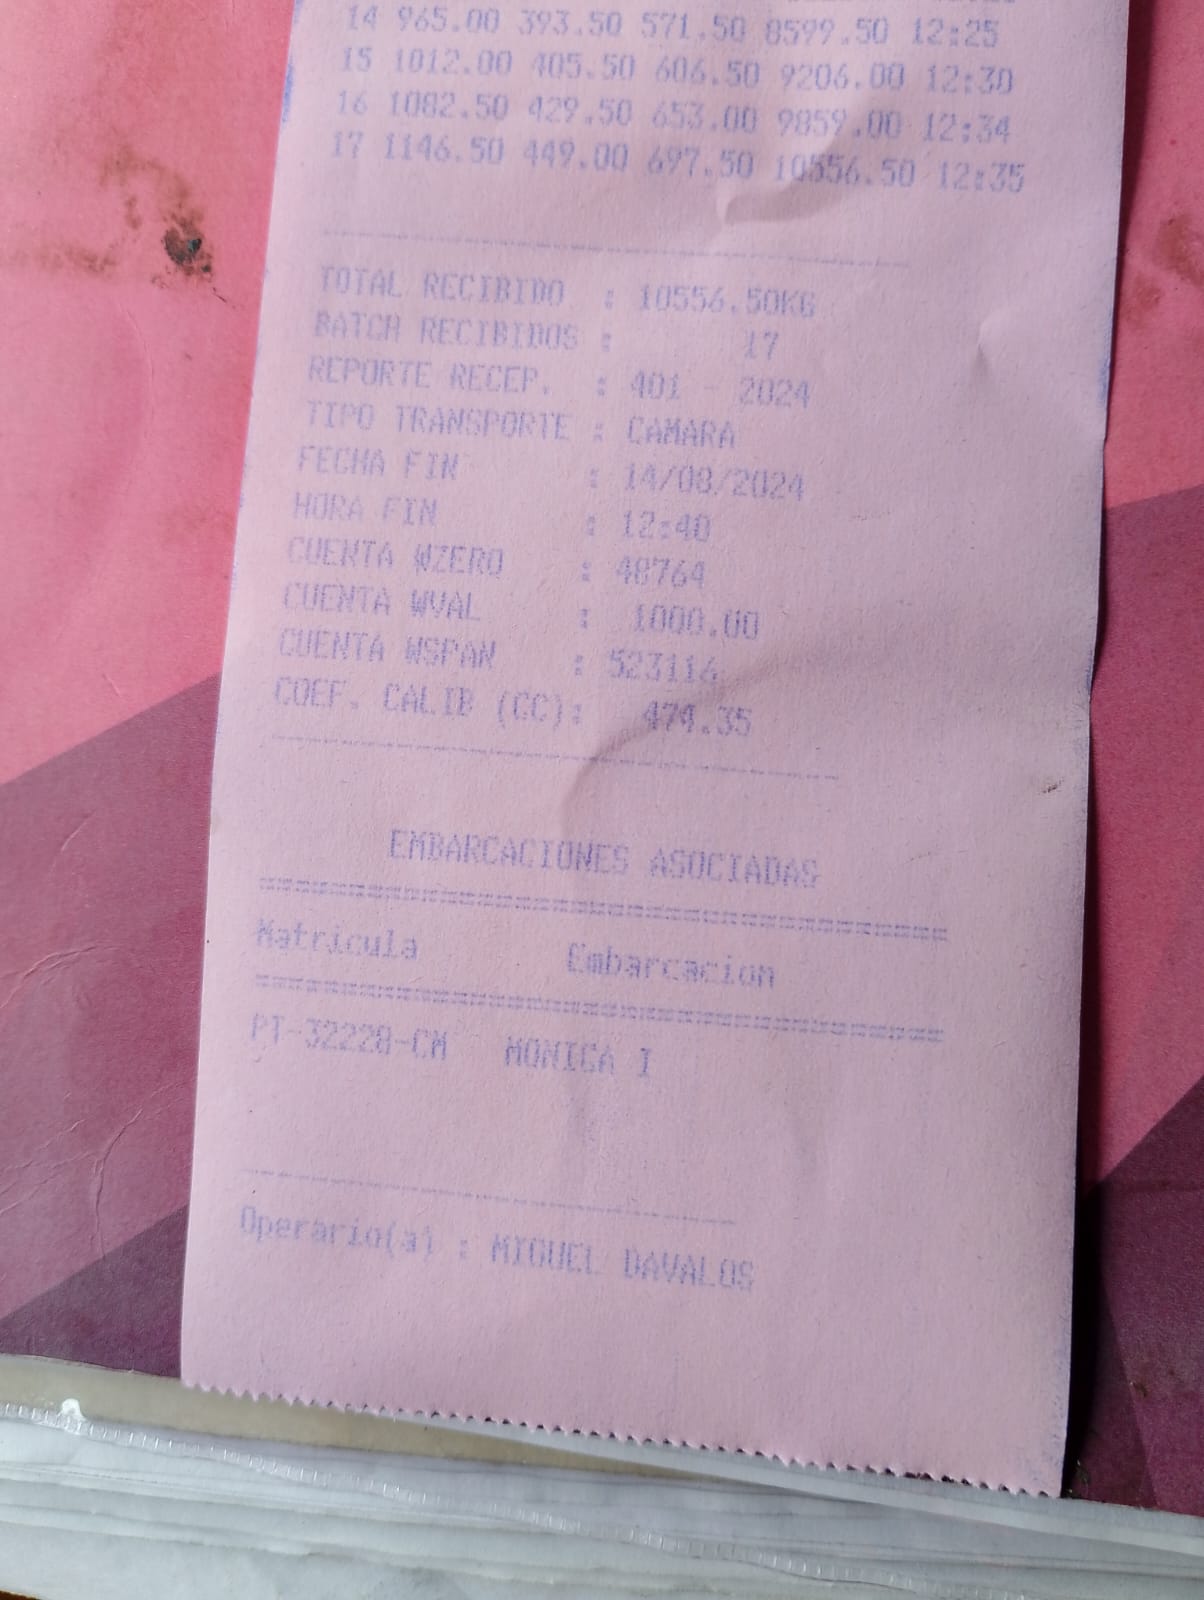 14 965.00 393.50 571.50 8599.50 12:25
15 1012.00 405.50 606.50 9206.00 12:30
16 1082.50 429.50 653.00 9859.00 12:34
17 1146.50 449.00 697.50 10556.50 12:35
TOTAL RECIBIDO : 10556.50KG
BATCH RECIBIDOS : 17
REPORTE RECEP. : 401 - 2024
TIPO TRANSPORTE : CAMARA
FECHA FIN : 14/08/2024
HORA FIN : 12:40
CUENTA WZERO : 48764
CUENTA WVAL : 1000.00
CUENTA WSPAN : 523116
COEF. CALIB (CC): 474.35
EMBARCACIONES ASOCIADAS
Matricula Embarcacion
PT-32228-CM MONICA I
Operario(a) : MIGUEL DAVALOS